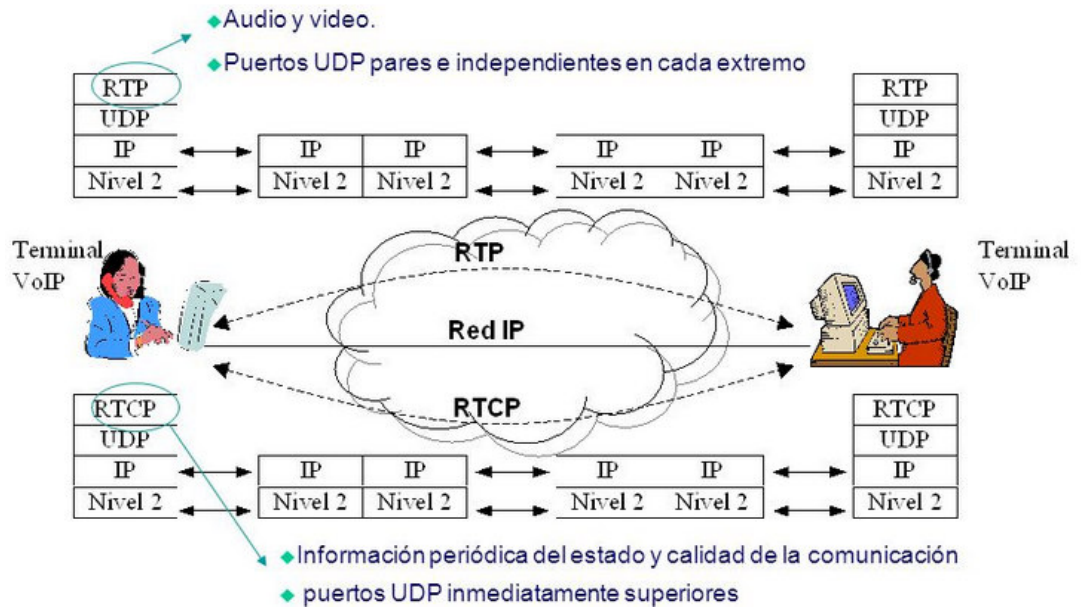 Audio y video.
Puertos UDP pares e independientes en cada extremo
RTP
UDP
IP
Nivel 2
IP IP
Nivel 2 Nivel 2
IP IP
Nivel 2 Nivel 2
RTP
UDP
IP
Nivel 2
Terminal
VoIP
RTP
Red IP
RTCP
Terminal
VoIP
RTCP
UDP
IP
Nivel 2
IP IP
Nivel 2 Nivel 2
IP IP
Nivel 2 Nivel 2
RTCP
UDP
IP
Nivel 2
Información periódica del estado y calidad de la comunicación
puertos UDP inmediatamente superiores